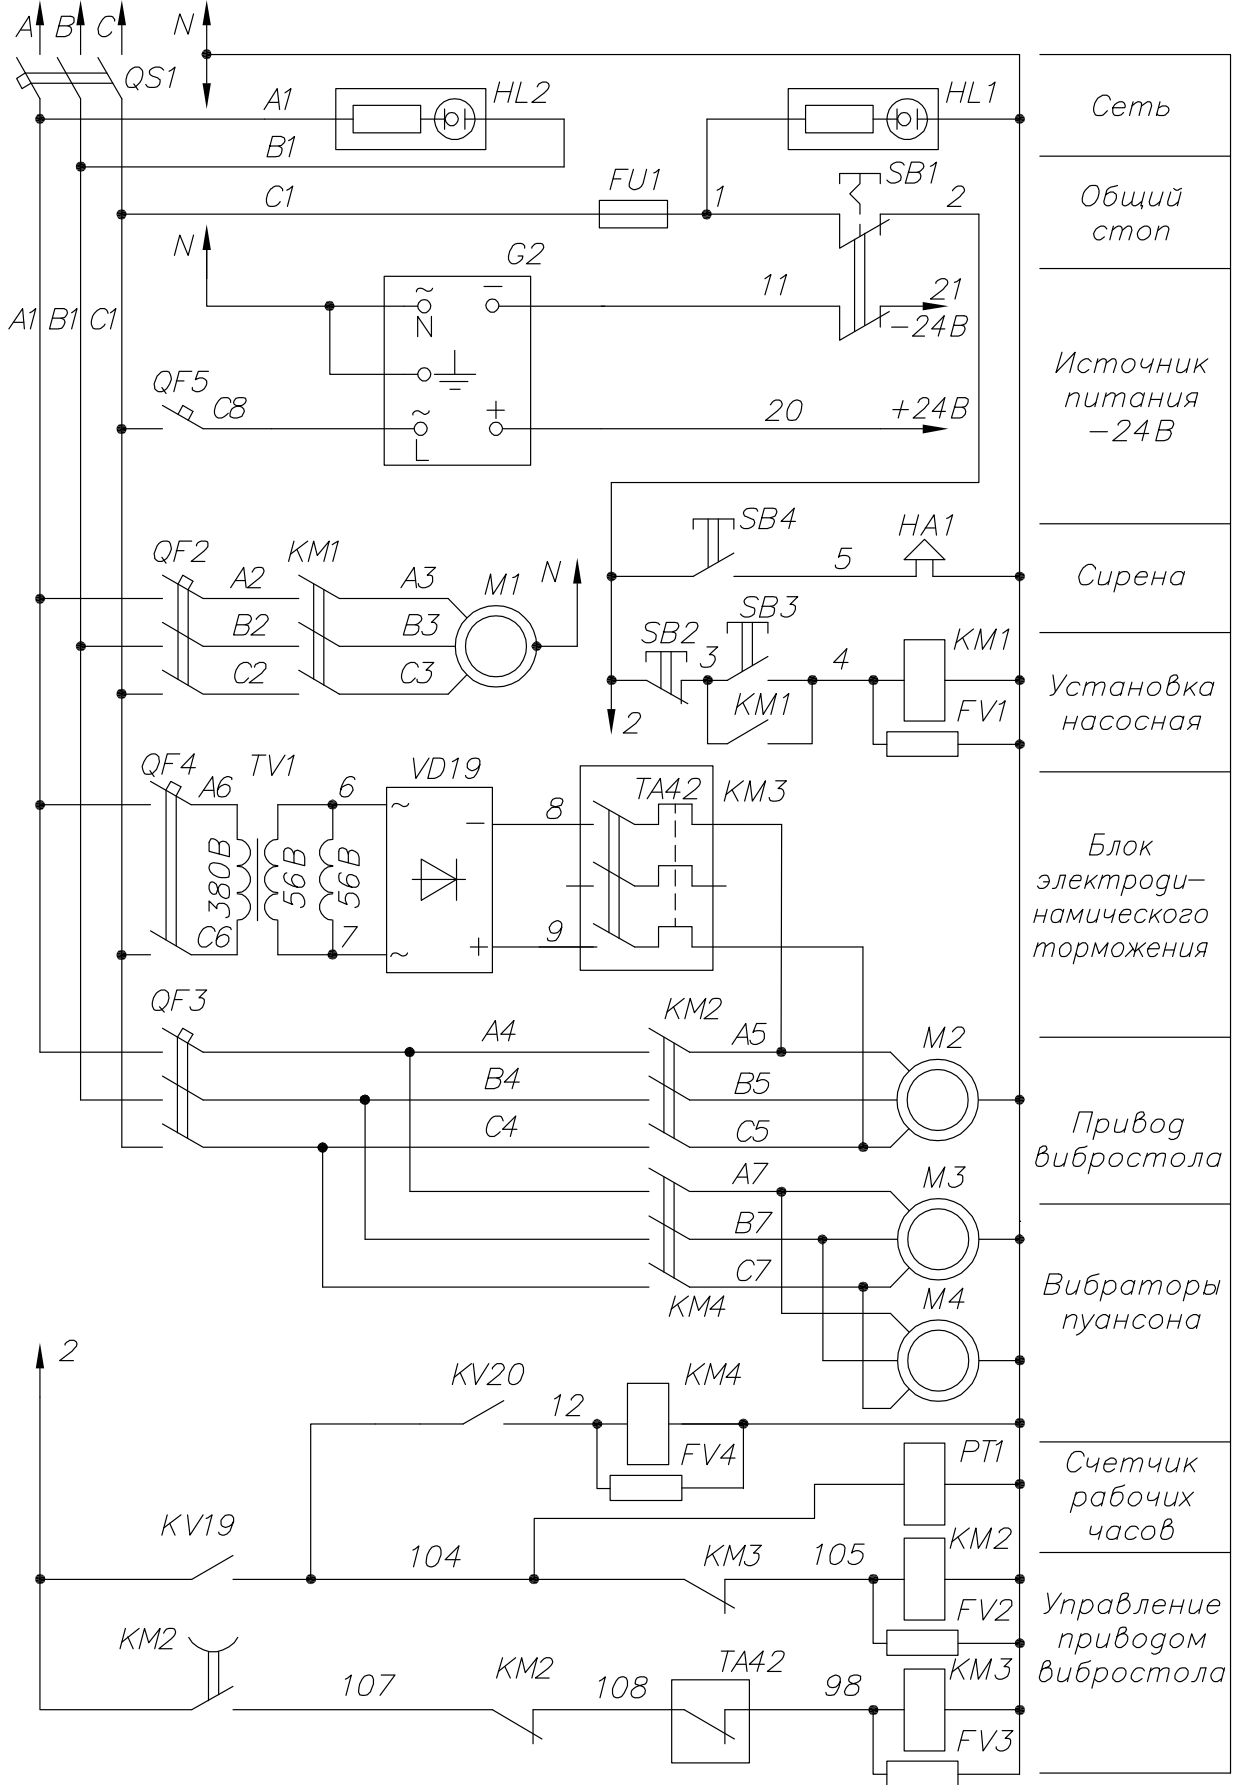 A B C N
QS1
A1 HL2 HL1 Сеть
B1
C1 FU1 1 SB1 2 Общий
стоп
N G2
A1 B1 C1 11 21
~ − −24В
N
Источник
питания
−24В
QF5 C8 ~ + 20 +24В
L
SB4 HA1
QF2 KM1 5 Сирена
A2 A3 M1 N
B2 B3 SB2 SB3 KM1
C2 C3 3 4 Установка
насосная
KM1 FV1
2
QF4 TV1 VD19 TA42 KM3
A6 6 ~ − 8
380В 56В 56В
Блок
электроди-
намического
торможения
C6 7 ~ + 9
QF3 KM2
A4 A5 M2
B4 B5
C4 C5
Привод
вибростола
A7 M3
B7
C7
KM4 M4
Вибраторы
пуансона
2
KV20 12 KM4
FV4 PT1
Счетчик
рабочих
часов
KV19 104 KM3 105 KM2
FV2
Управление
приводом
вибростола
KM2 107 KM2 108 TA42 98 KM3
FV3